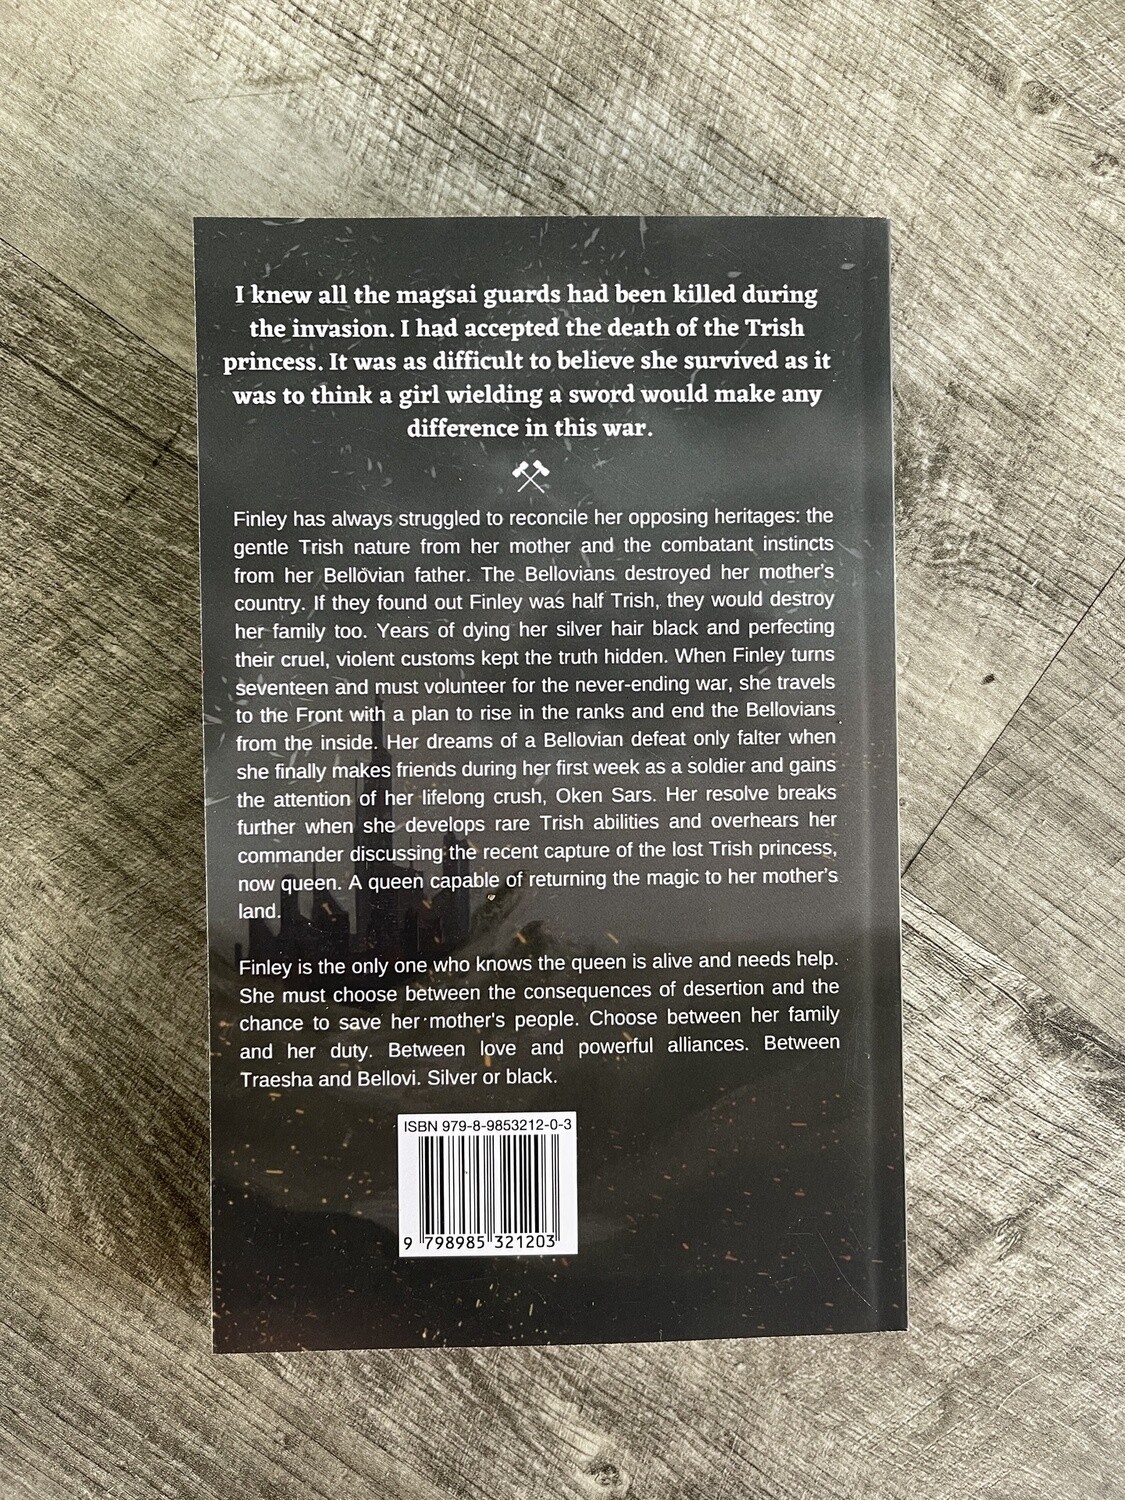 I knew all the magsai guards had been killed during
the invasion. I had accepted the death of the Trish
princess. It was as difficult to believe she survived as it
was to think a girl wielding a sword would make any
difference in this war.
Finley has always struggled to reconcile her opposing heritages: the
gentle Trish nature from her mother and the combatant instincts
from her Bellovian father. The Bellovians destroyed her mother’s
country. If they found out Finley was half Trish, they would destroy
her family too. Years of dying her silver hair black and perfecting
their cruel, violent customs kept the truth hidden. When Finley turns
seventeen and must volunteer for the never-ending war, she travels
to the Front with a plan to rise in the ranks and end the Bellovians
from the inside. Her dreams of a Bellovian defeat only falter when
she finally makes friends during her first week as a soldier and gains
the attention of her lifelong crush, Oken Sars. Her resolve breaks
further when she develops rare Trish abilities and overhears her
commander discussing the recent capture of the lost Trish princess,
now queen. A queen capable of returning the magic to her mother’s
land.
Finley is the only one who knows the queen is alive and needs help.
She must choose between the consequences of desertion and the
chance to save her mother's people. Choose between her family
and her duty. Between love and powerful alliances. Between
Traesha and Bellovi. Silver or black.
ISBN 979-8-9853212-0-3
9 798985 321203